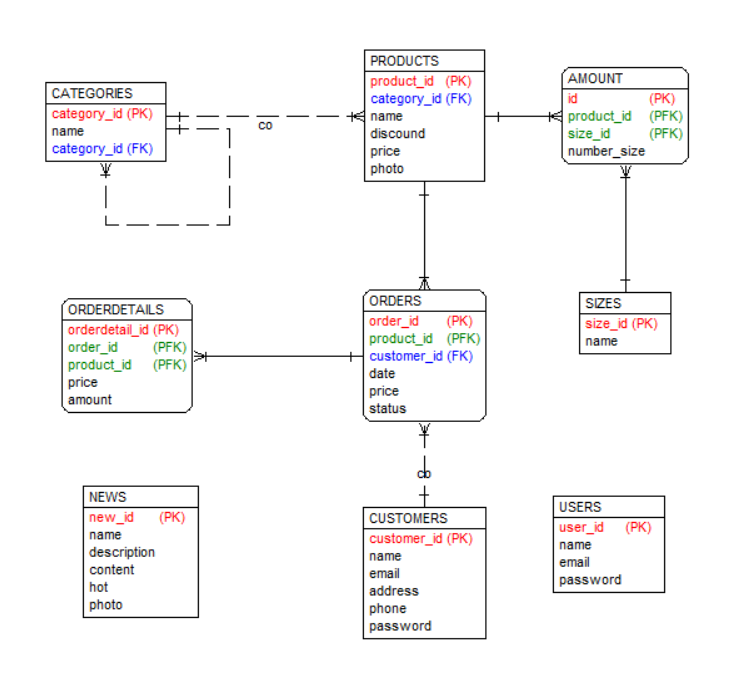 PRODUCTS
product_id (PK)
category_id (FK)
name
discound
price
photo
AMOUNT
id (PK)
product_id (PFK)
size_id (PFK)
number_size
CATEGORIES
category_id (PK)
name
category_id (FK)
co
ORDERDETAILS
orderdetail_id (PK)
order_id (PFK)
product_id (PFK)
price
amount
ORDERS
order_id (PK)
product_id (PFK)
customer_id (FK)
date
price
status
SIZES
size_id (PK)
name
co
NEWS
new_id (PK)
name
description
content
hot
photo
CUSTOMERS
customer_id (PK)
name
email
address
phone
password
USERS
user_id (PK)
name
email
password